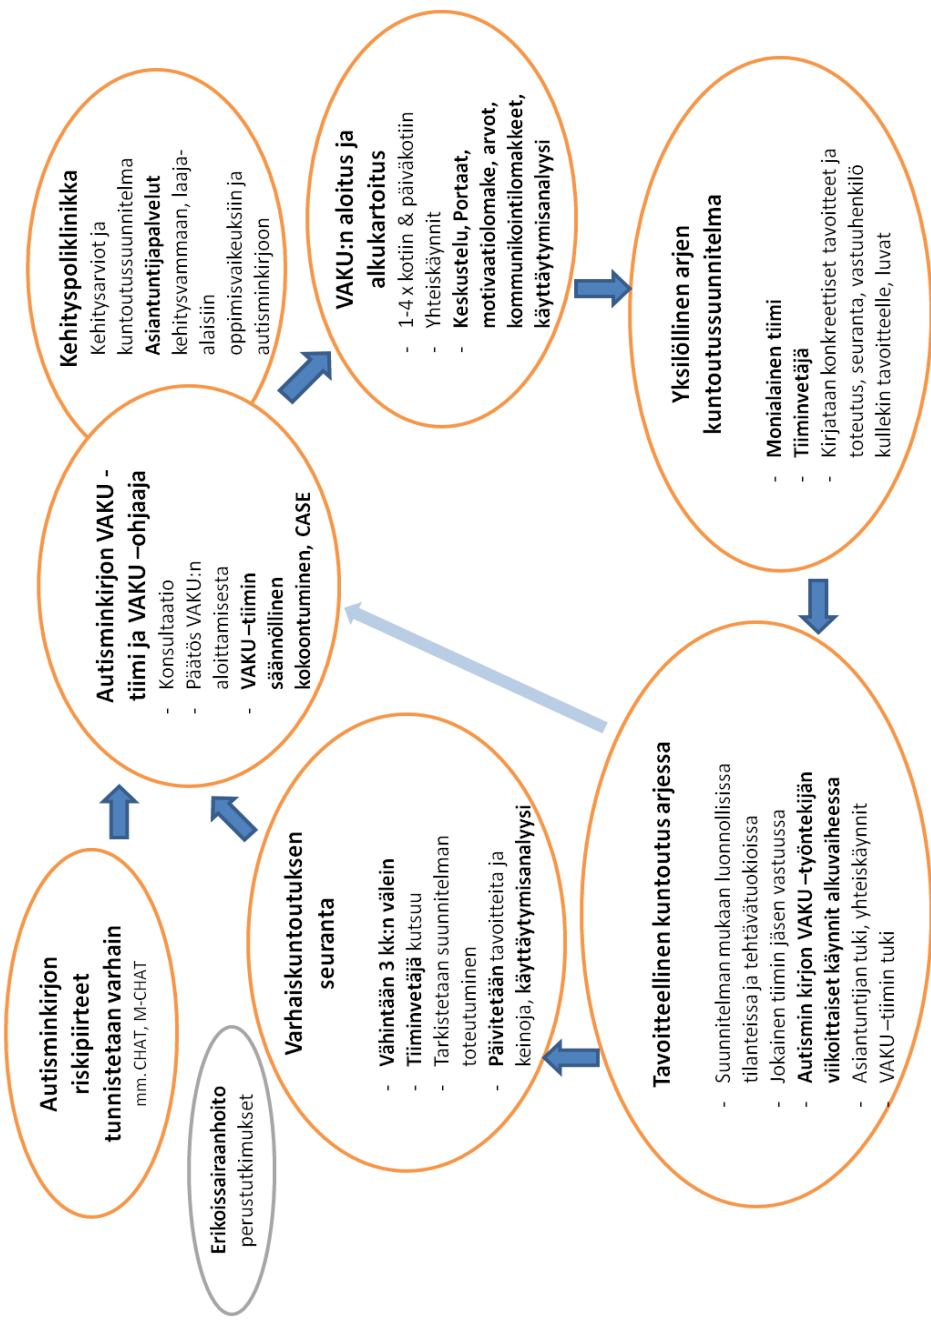 Autisminkirjon
riskipiirteet
tunnistetaan varhain
mm. CHAT, M-CHAT
Erikoissairaanhoito
perustutkimukset
Autisminkirjon VAKU -
tiimi ja VAKU –ohjaaja
- Konsultaatio
- Päätös VAKU:n
aloittamisesta
- VAKU –tiimin
säännöllinen
kokoontuminen, CASE
Kehityspoliklinikka
Kehitysarviot ja
kuntoutussuunnitelma
Asiantuntijapalvelut
kehitysvammaan, laaja-
alaisiin
oppimisvaikeuksiin ja
autisminkirjoon
VAKU:n aloitus ja
alkukartoitus
- 1-4 x kotiin & päiväkotiin
- Yhteiskäynnit
- Keskustelu, Portaat,
motivaatiolomake, arvot,
kommunikointilomakkeet,
käyttäytymisanalyysi
Yksilöllinen arjen
kuntoutussuunnitelma
- Monialainen tiimi
- Tiiminvetäjä
- Kirjataan konkreettiset tavoitteet ja
toteutus, seuranta, vastuuhenkilö
kullekin tavoitteelle, luvat
Tavoitteellinen kuntoutus arjessa
- Suunnitelman mukaan luonnollisissa
tilanteissa ja tehtävätuokioissa
- Jokainen tiimin jäsen vastuussa
- Autismin kirjon VAKU –työntekijän
viikoittaiset käynnit alkuvaiheessa
- Asiantuntijan tuki, yhteiskäynnit
- VAKU –tiimin tuki
Varhaiskuntoutuksen
seuranta
- Vähintään 3 kk:n välein
- Tiiminvetäjä kutsuu
- Tarkistetaan suunnitelman
toteutuminen
- Päivitetään tavoitteita ja
keinoja, käyttäytymisanalyysi